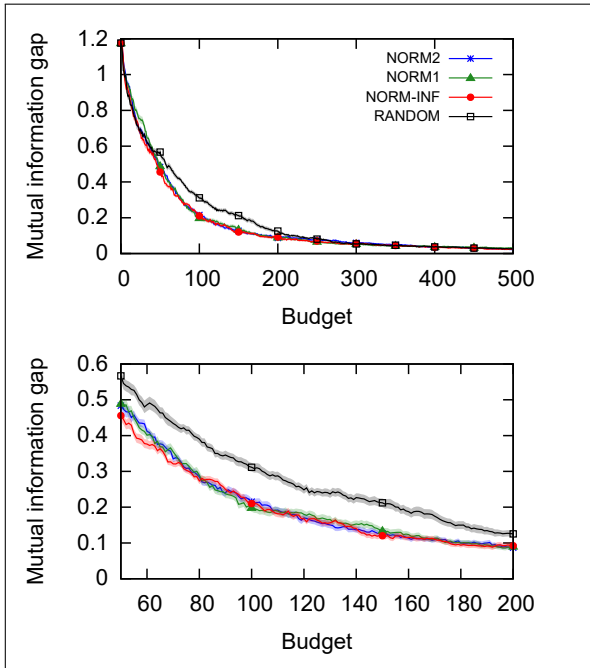 Mutual information gap
1.2
1
0.8
0.6
0.4
0.2
0
0 100 200 300 400 500
Budget
NORM2
NORM1
NORM-INF
RANDOM
Mutual information gap
0.6
0.5
0.4
0.3
0.2
0.1
0
60 80 100 120 140 160 180 200
Budget